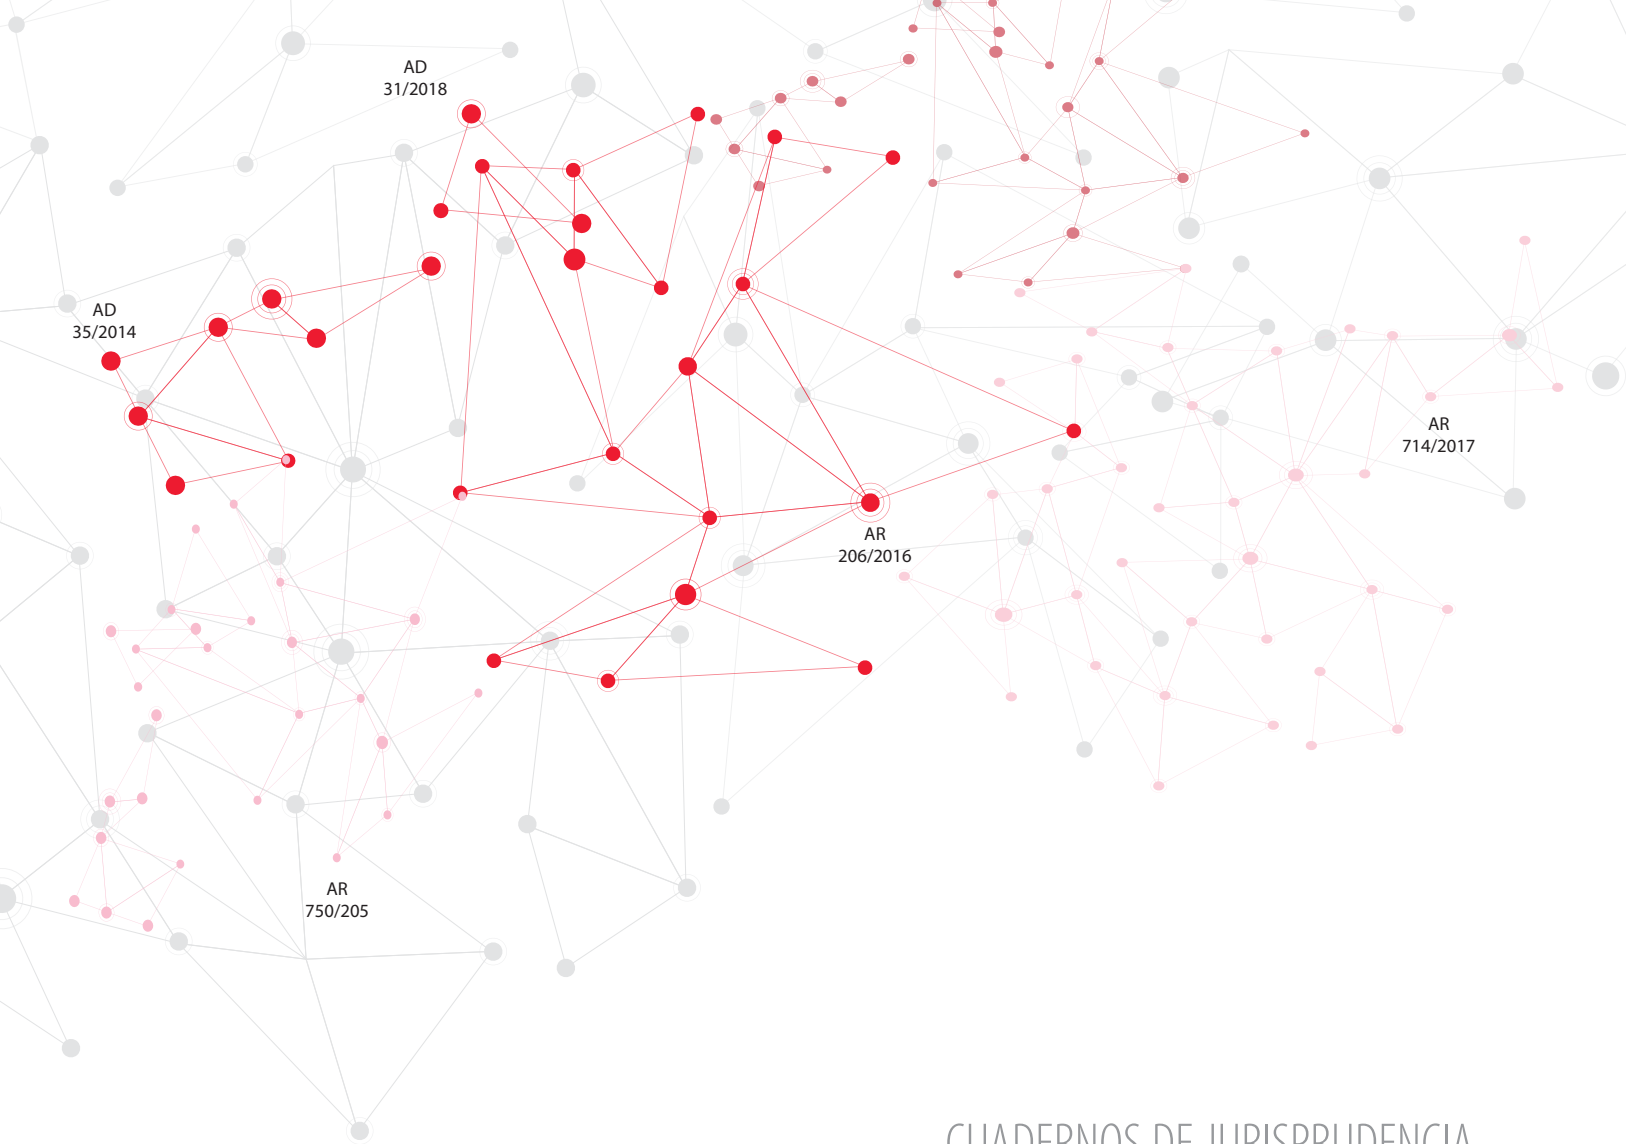 AD
31/2018
AD
35/2014
AR
714/2017
AR
206/2016
AR
750/205
CUADERNOS DE JURISPRUDENCIA